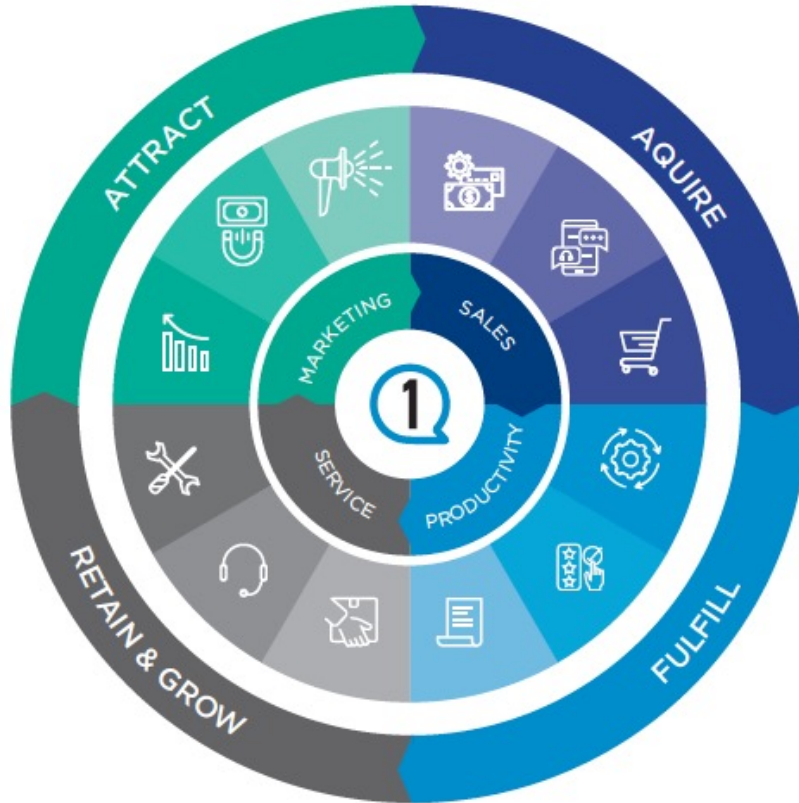 ATTRACT
AQUIRE
FULFILL
RETAIN & GROW
MARKETING
SALES
PRODUCTIVITY
SERVICE
1
$